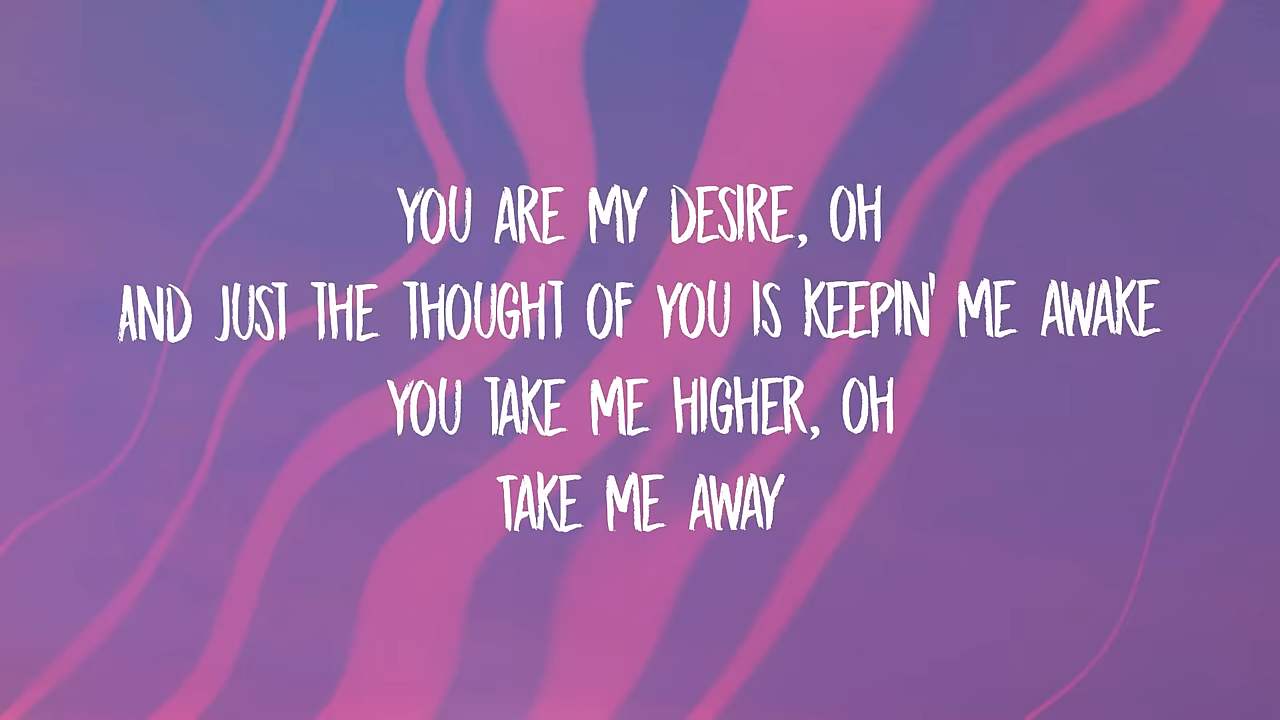 YOU ARE MY DESIRE, OH
AND JUST THE THOUGHT OF YOU IS KEEPIN' ME AWAKE
YOU TAKE ME HIGHER, OH
TAKE ME AWAY